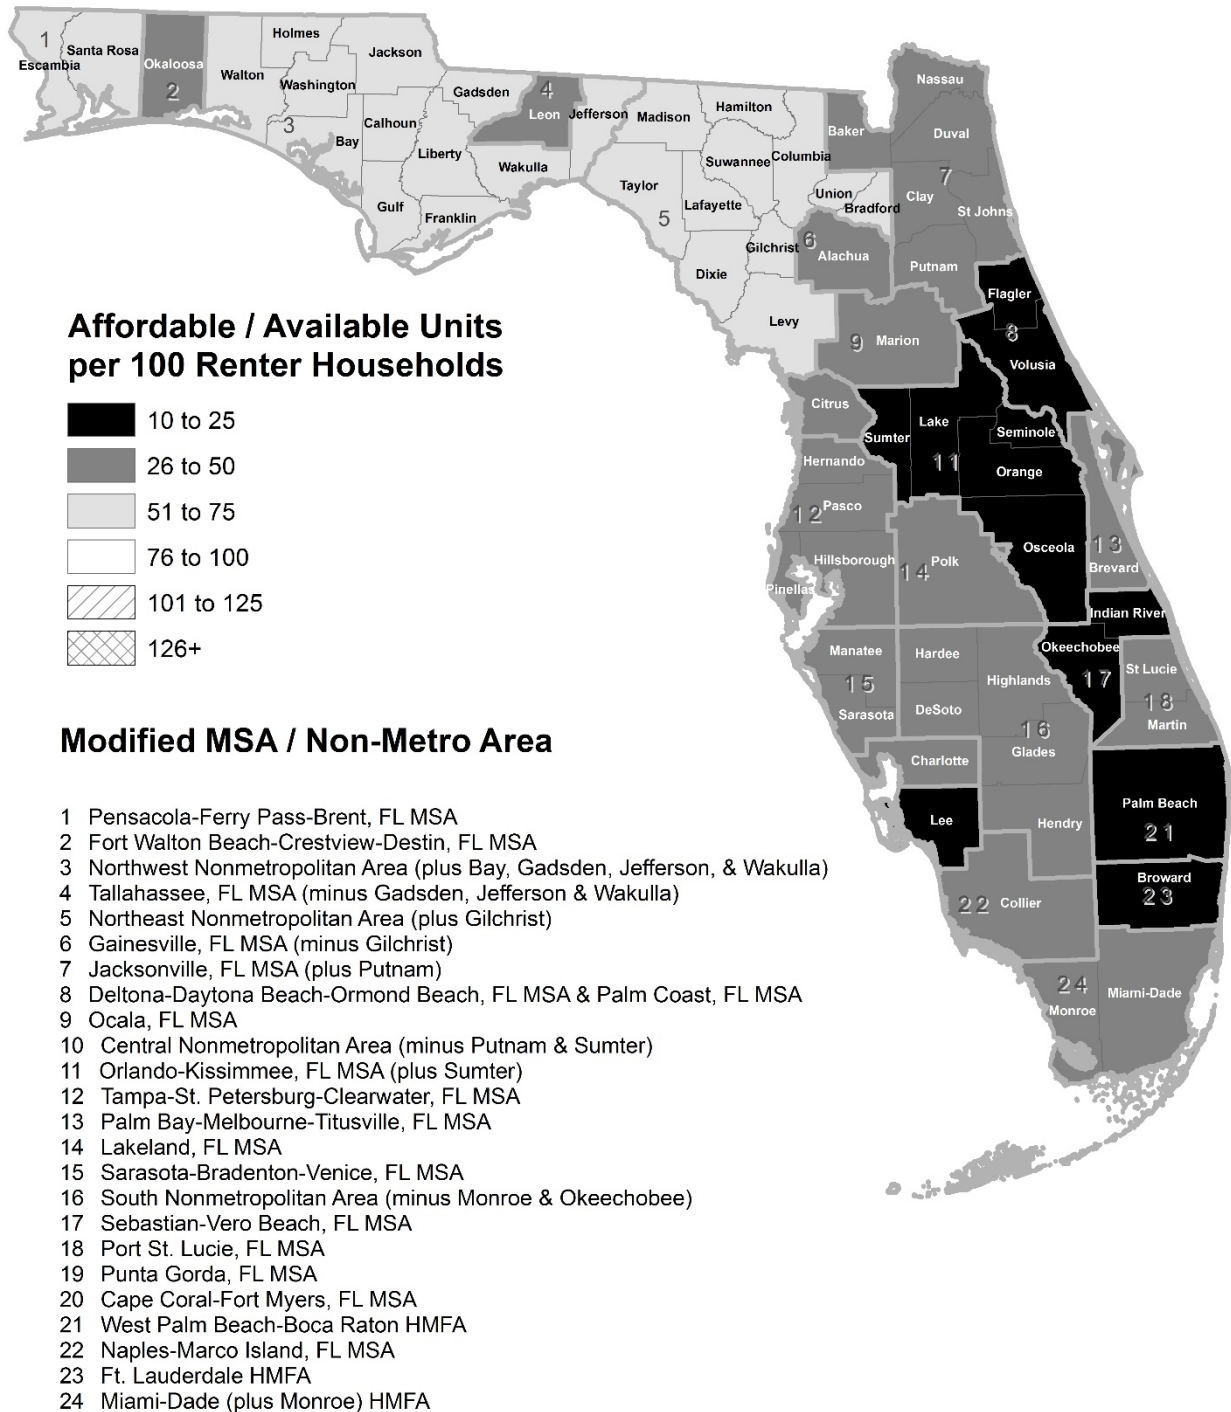 1
Escambia
Santa Rosa
Okaloosa
2
Walton
Holmes
Washington
3
Bay
Jackson
Calhoun
Gulf
Liberty
Franklin
Gadsden
4
Leon
Wakulla
Jefferson
Madison
Taylor
5
Hamilton
Suwannee
Lafayette
Dixie
Columbia
Gilchrist
Levy
Union
Bradford
6
Alachua
Baker
Nassau
Duval
7
Clay
St Johns
Putnam
Flagler
8
Volusia
9
Marion
Citrus
Sumter
Lake
11
Seminole
Orange
Osceola
Hernando
12
Pasco
Hillsborough
Pinellas
14
Polk
13
Brevard
Indian River
Okeechobee
17
St Lucie
18
Martin
Manatee
15
Sarasota
Hardee
DeSoto
Highlands
16
Glades
Charlotte
Lee
Hendry
Palm Beach
21
Broward
23
22
Collier
24
Monroe
Miami-Dade
Affordable / Available Units
per 100 Renter Households
10 to 25
26 to 50
51 to 75
76 to 100
101 to 125
126+
Modified MSA / Non-Metro Area
1 Pensacola-Ferry Pass-Brent, FL MSA
2 Fort Walton Beach-Crestview-Destin, FL MSA
3 Northwest Nonmetropolitan Area (plus Bay, Gadsden, Jefferson, & Wakulla)
4 Tallahassee, FL MSA (minus Gadsden, Jefferson & Wakulla)
5 Northeast Nonmetropolitan Area (plus Gilchrist)
6 Gainesville, FL MSA (minus Gilchrist)
7 Jacksonville, FL MSA (plus Putnam)
8 Deltona-Daytona Beach-Ormond Beach, FL MSA & Palm Coast, FL MSA
9 Ocala, FL MSA
10 Central Nonmetropolitan Area (minus Putnam & Sumter)
11 Orlando-Kissimmee, FL MSA (plus Sumter)
12 Tampa-St. Petersburg-Clearwater, FL MSA
13 Palm Bay-Melbourne-Titusville, FL MSA
14 Lakeland, FL MSA
15 Sarasota-Bradenton-Venice, FL MSA
16 South Nonmetropolitan Area (minus Monroe & Okeechobee)
17 Sebastian-Vero Beach, FL MSA
18 Port St. Lucie, FL MSA
19 Punta Gorda, FL MSA
20 Cape Coral-Fort Myers, FL MSA
21 West Palm Beach-Boca Raton HMFA
22 Naples-Marco Island, FL MSA
23 Ft. Lauderdale HMFA
24 Miami-Dade (plus Monroe) HMFA